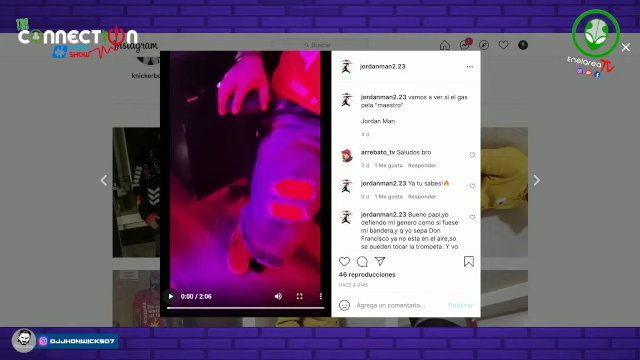 THE
CONNECTION
SHOW
Instagram
Buscar
EnelareaTV
knickerbo
jordanman2.23
jordanman2.23 vamos a ver si el gas
pela "maestro"
Jordan Man
4 d
arrebato_tv Saludos bro
3 d 1 Me gusta Responder
jordanman2.23 Ya tu sabes!🔥
3 d 1 Me gusta Responder
jordanman2.23 Bueno papi,yo
defiendo mi genero como si fuese
mi bandera,y q yo sepa Don
Francisco ya no esta en el aire,so
se pueden tocar la trompeta. Y vo
46 reproducciones
HACE 4 DÍAS
0:00 / 2:06
Agrega un comentario...
Publicar
DJJHONWICK507